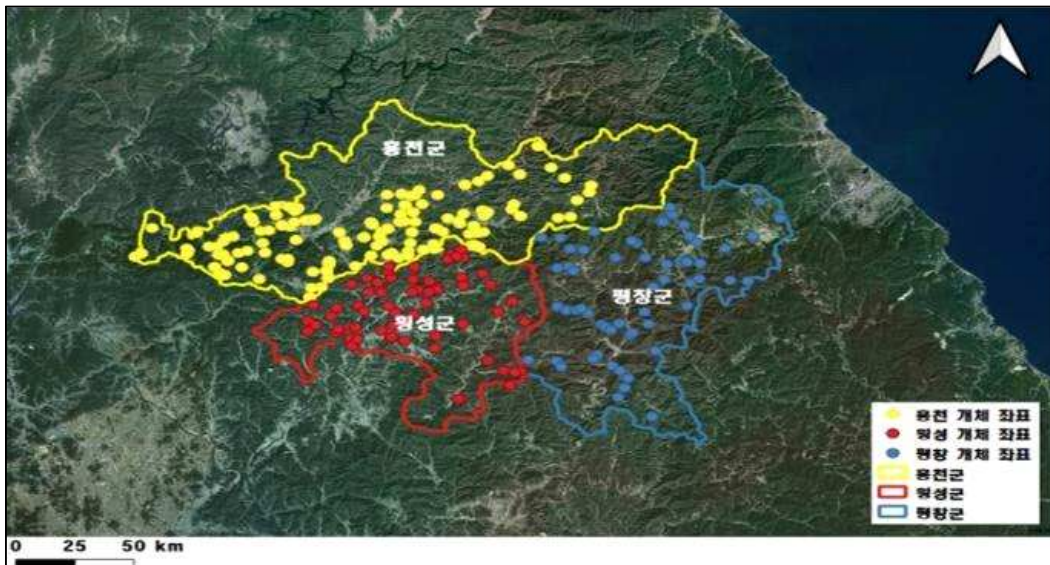 홍천군
평창군
횡성군
홍천 개체 좌표
횡성 개체 좌표
평창 개체 좌표
홍천군
횡성군
평창군
0 25 50 km